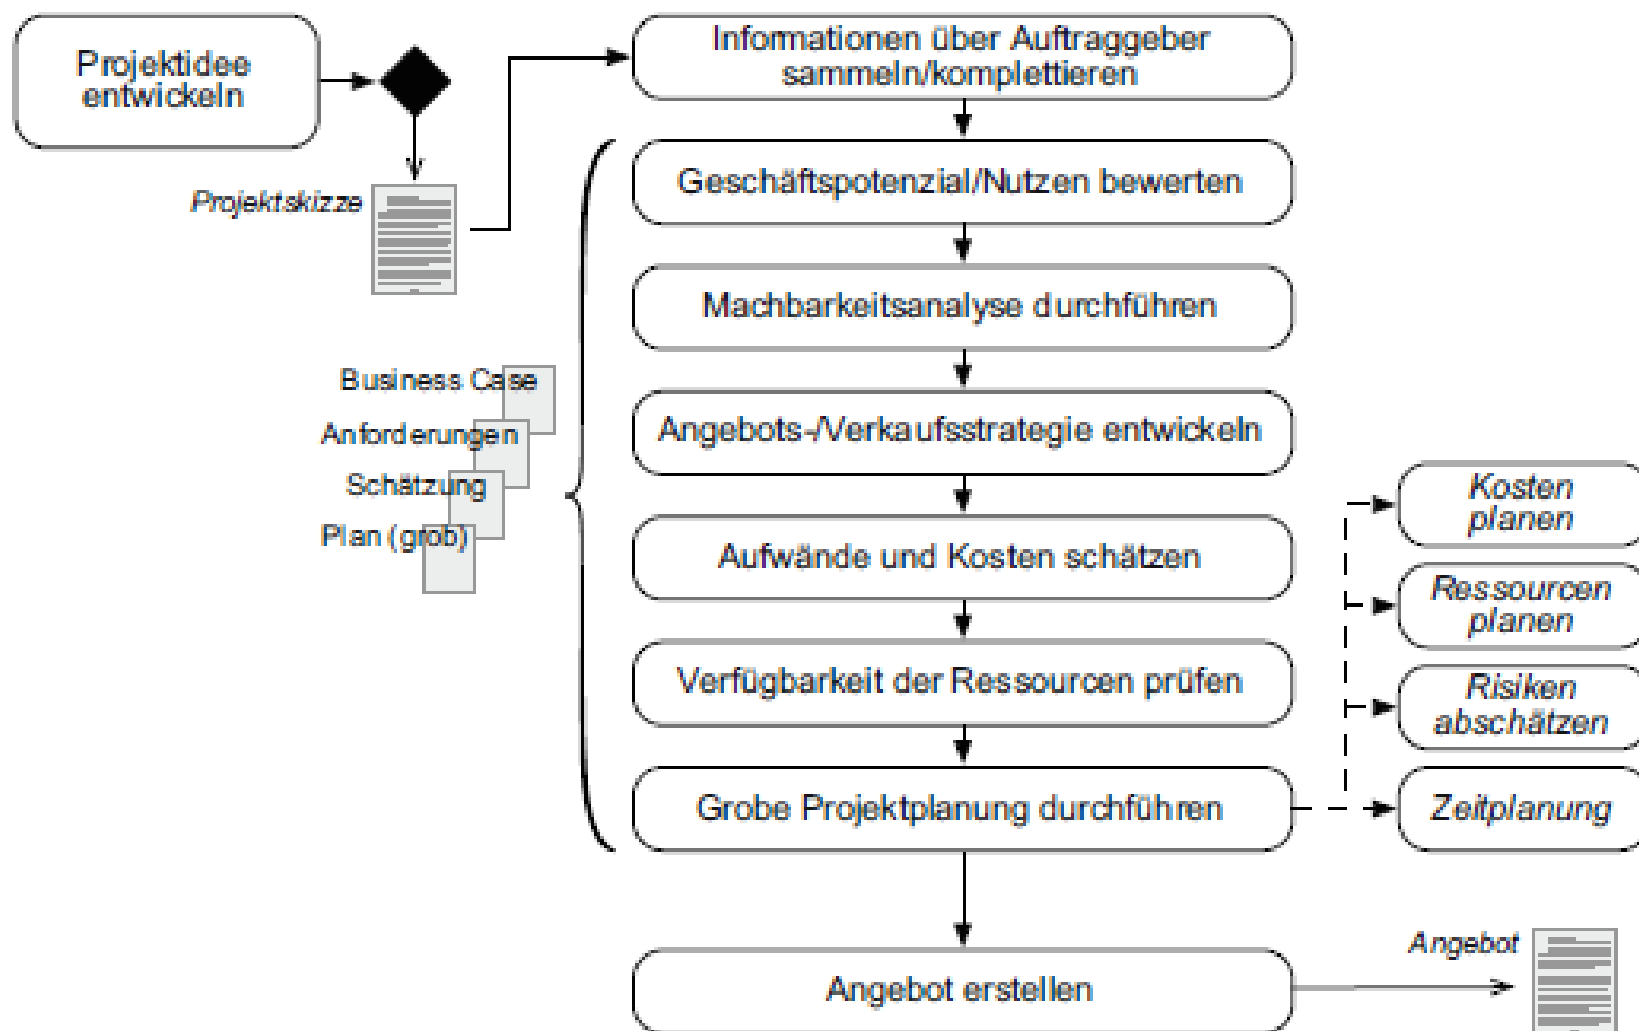 Projektidee
entwickeln
Projektskizze
Informationen über Auftraggeber
sammeln/komplettieren
Geschäftspotenzial/Nutzen bewerten
Machbarkeitsanalyse durchführen
Business Case
Anforderungen
Schätzung
Plan (grob)
Angebots-/Verkaufsstrategie entwickeln
Aufwände und Kosten schätzen
Verfügbarkeit der Ressourcen prüfen
Grobe Projektplanung durchführen
Kosten
planen
Ressourcen
planen
Risiken
abschätzen
Zeitplanung
Angebot erstellen
Angebot